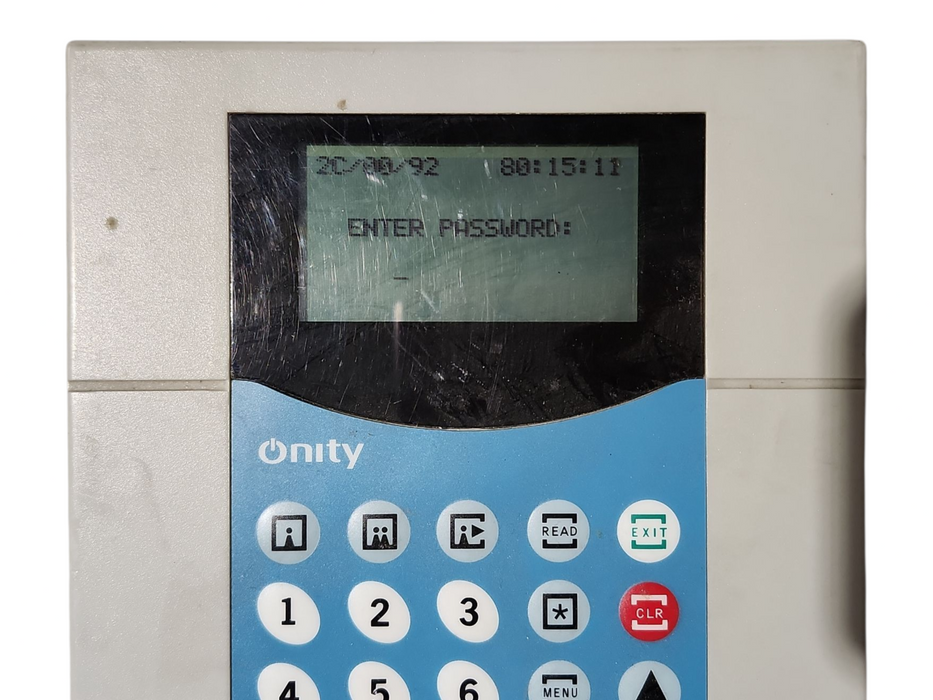 2C/00/92 80:15:11
ENTER PASSWORD:
_
Onity
READ EXIT
1 2 3 * CLR
4 5 6 MENU